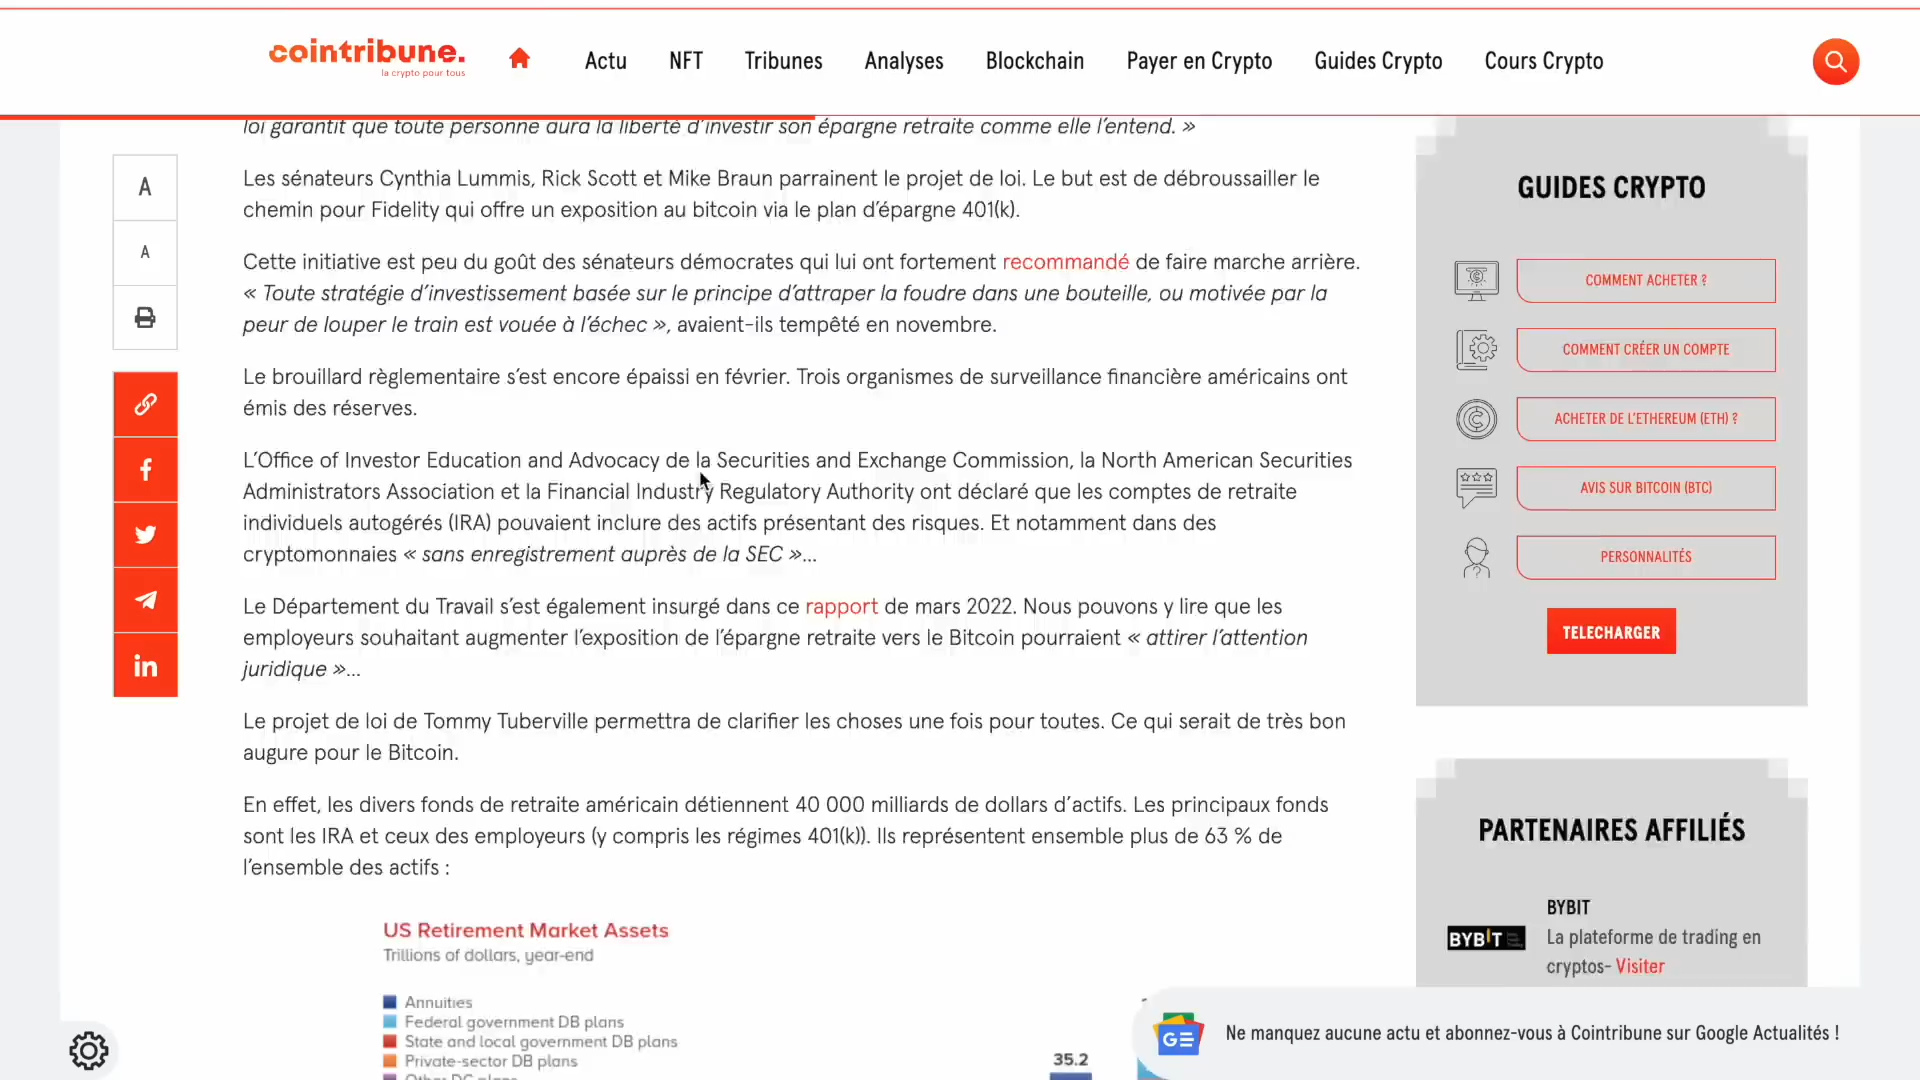 cointribune.
la crypto pour tous
Actu
NFT
Tribunes
Analyses
Blockchain
Payer en Crypto
Guides Crypto
Cours Crypto
loi garantit que toute personne aura la liberté d'investir son épargne retraite comme elle l'entend. »
Les sénateurs Cynthia Lummis, Rick Scott et Mike Braun parrainent le projet de loi. Le but est de débroussailler le
chemin pour Fidelity qui offre un exposition au bitcoin via le plan d'épargne 401(k).
Cette initiative est peu du goût des sénateurs démocrates qui lui ont fortement recommandé de faire marche arrière.
« Toute stratégie d'investissement basée sur le principe d'attraper la foudre dans une bouteille, ou motivée par la
peur de louper le train est vouée à l'échec », avaient-ils tempêté en novembre.
Le brouillard règlementaire s'est encore épaissi en février. Trois organismes de surveillance financière américains ont
émis des réserves.
L'Office of Investor Education and Advocacy de la Securities and Exchange Commission, la North American Securities
Administrators Association et la Financial Industry Regulatory Authority ont déclaré que les comptes de retraite
individuels autogérés (IRA) pouvaient inclure des actifs présentant des risques. Et notamment dans des
cryptomonnaies « sans enregistrement auprès de la SEC »...
Le Département du Travail s'est également insurgé dans ce rapport de mars 2022. Nous pouvons y lire que les
employeurs souhaitant augmenter l'exposition de l'épargne retraite vers le Bitcoin pourraient « attirer l'attention
juridique »...
Le projet de loi de Tommy Tuberville permettra de clarifier les choses une fois pour toutes. Ce qui serait de très bon
augure pour le Bitcoin.
En effet, les divers fonds de retraite américain détiennent 40 000 milliards de dollars d'actifs. Les principaux fonds
sont les IRA et ceux des employeurs (y compris les régimes 401(k)). Ils représentent ensemble plus de 63 % de
l'ensemble des actifs :
US Retirement Market Assets
Trillions of dollars, year-end
Annuities
Federal government DB plans
State and local government DB plans
Private-sector DB plans
Other DC plans
35.2
A
A
GUIDES CRYPTO
COMMENT ACHETER ?
COMMENT CRÉER UN COMPTE
ACHETER DE L'ETHEREUM (ETH) ?
AVIS SUR BITCOIN (BTC)
PERSONNALITÉS
TELECHARGER
PARTENAIRES AFFILIÉS
BYBIT
BYBIT
La plateforme de trading en
cryptos- Visiter
Ne manquez aucune actu et abonnez-vous à Cointribune sur Google Actualités !